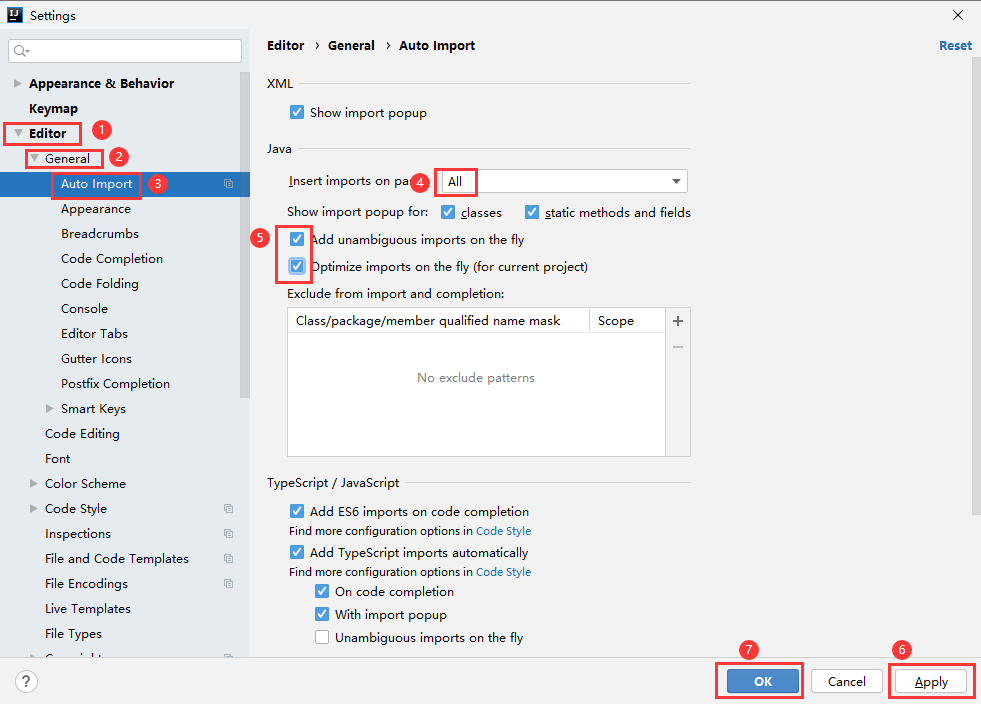 Settings
Editor › General › Auto Import
Reset
Appearance & Behavior
Keymap
Editor
1
General
2
Auto Import
3
Appearance
Breadcrumbs
Code Completion
Code Folding
Console
Editor Tabs
Gutter Icons
Postfix Completion
Smart Keys
Code Editing
Font
Color Scheme
Code Style
Inspections
File and Code Templates
File Encodings
Live Templates
File Types
XML
Show import popup
Java
Insert imports on pa
4
All
Show import popup for: classes static methods and fields
5
Add unambiguous imports on the fly
Optimize imports on the fly (for current project)
Exclude from import and completion:
Class/package/member qualified name mask Scope
No exclude patterns
TypeScript / JavaScript
Add ES6 imports on code completion
Find more configuration options in Code Style
Add TypeScript imports automatically
Find more configuration options in Code Style
On code completion
With import popup
Unambiguous imports on the fly
7
6
?
OK
Cancel
Apply